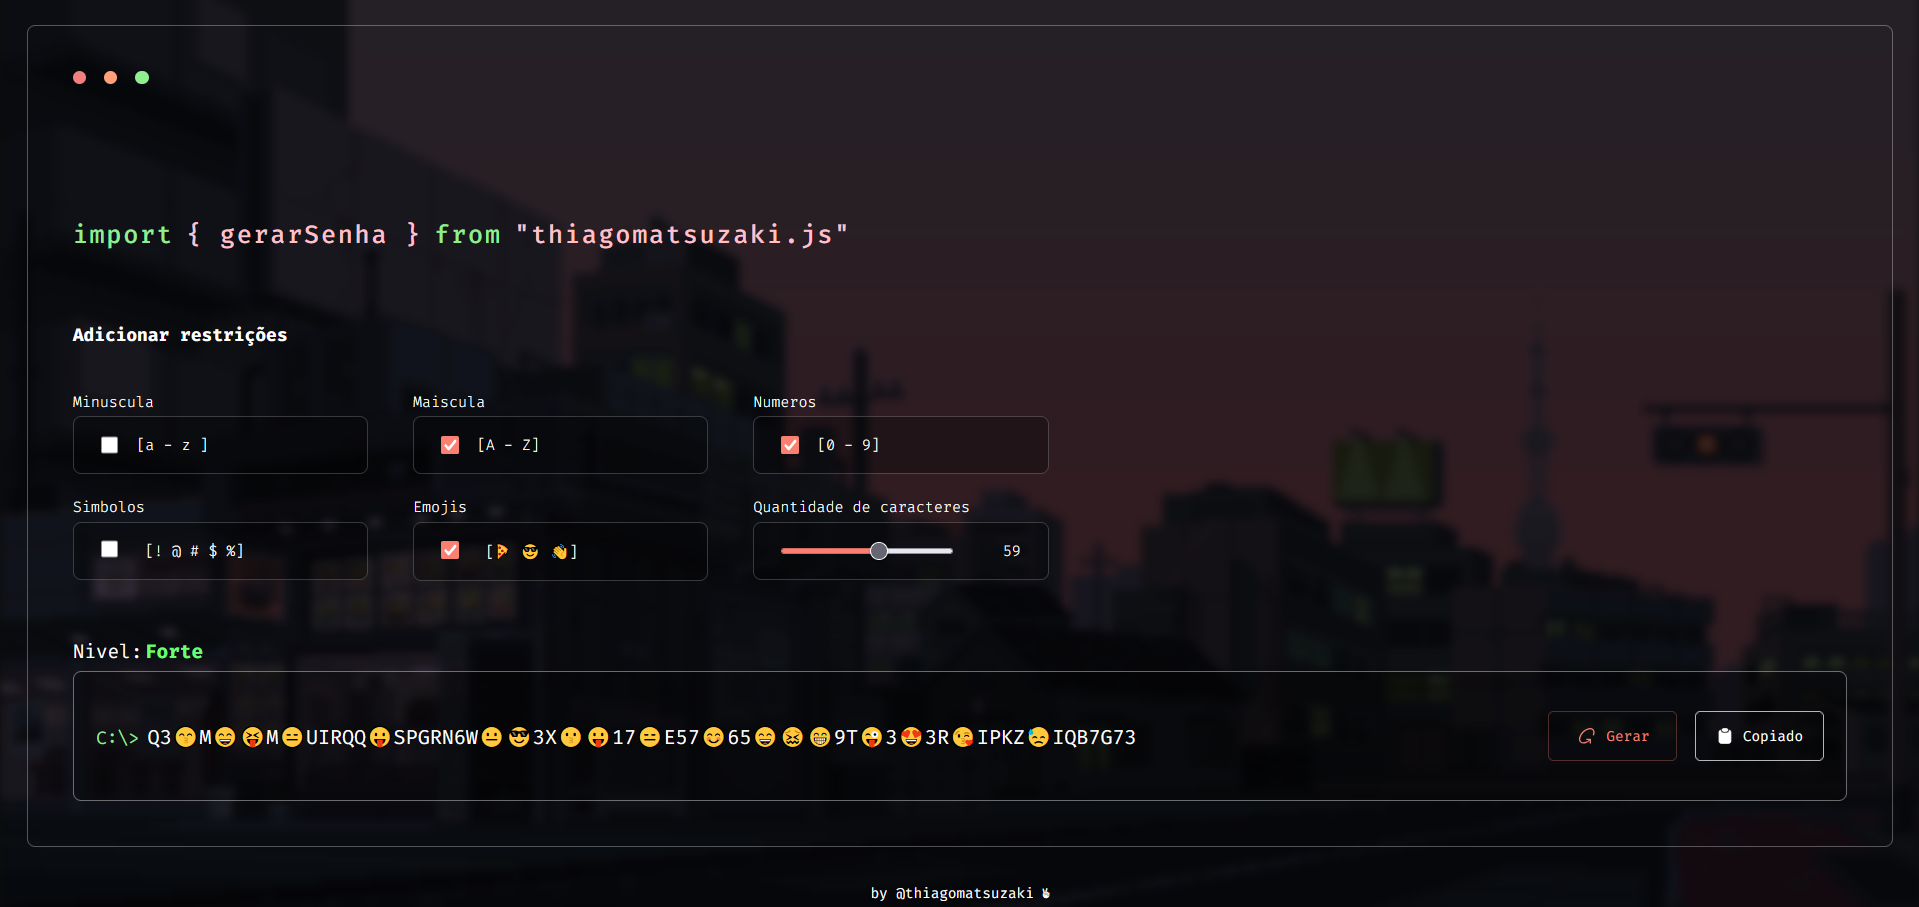 import { gerarSenha } from "thiagomatsuzaki.js"
Adicionar restrições
Minuscula
[a - z ]
Maiscula
[A - Z]
Numeros
[0 - 9]
Simbolos
[! @ # $ %]
Emojis
[🍕 😎 👋]
Quantidade de caracteres
59
Nivel: Forte
C:\> Q3😙M😄😝M😑UIRQQ😛SPGRN6W😐😎3X😗😛17😑E57😊65😄😖😁9T😜3😍3R😘IPKZ😓IQB7G73
Gerar
Copiado
by @thiagomatsuzaki